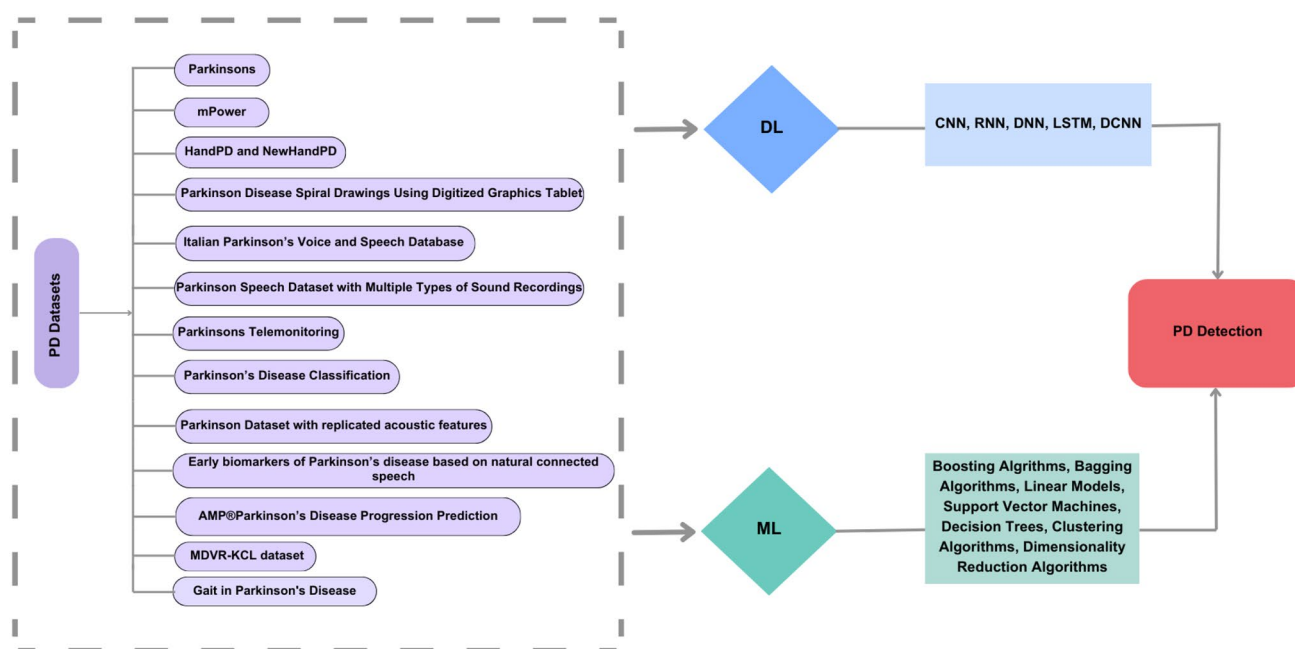 PD Datasets
Parkinsons
mPower
HandPD and NewHandPD
Parkinson Disease Spiral Drawings Using Digitized Graphics Tablet
Italian Parkinson’s Voice and Speech Database
Parkinson Speech Dataset with Multiple Types of Sound Recordings
Parkinsons Telemonitoring
Parkinson’s Disease Classification
Parkinson Dataset with replicated acoustic features
Early biomarkers of Parkinson’s disease based on natural connected
speech
AMP®Parkinson’s Disease Progression Prediction
MDVR-KCL dataset
Gait in Parkinson's Disease
DL
CNN, RNN, DNN, LSTM, DCNN
ML
Boosting Algrithms, Bagging
Algorithms, Linear Models,
Support Vector Machines,
Decision Trees, Clustering
Algorithms, Dimensionality
Reduction Algorithms
PD Detection